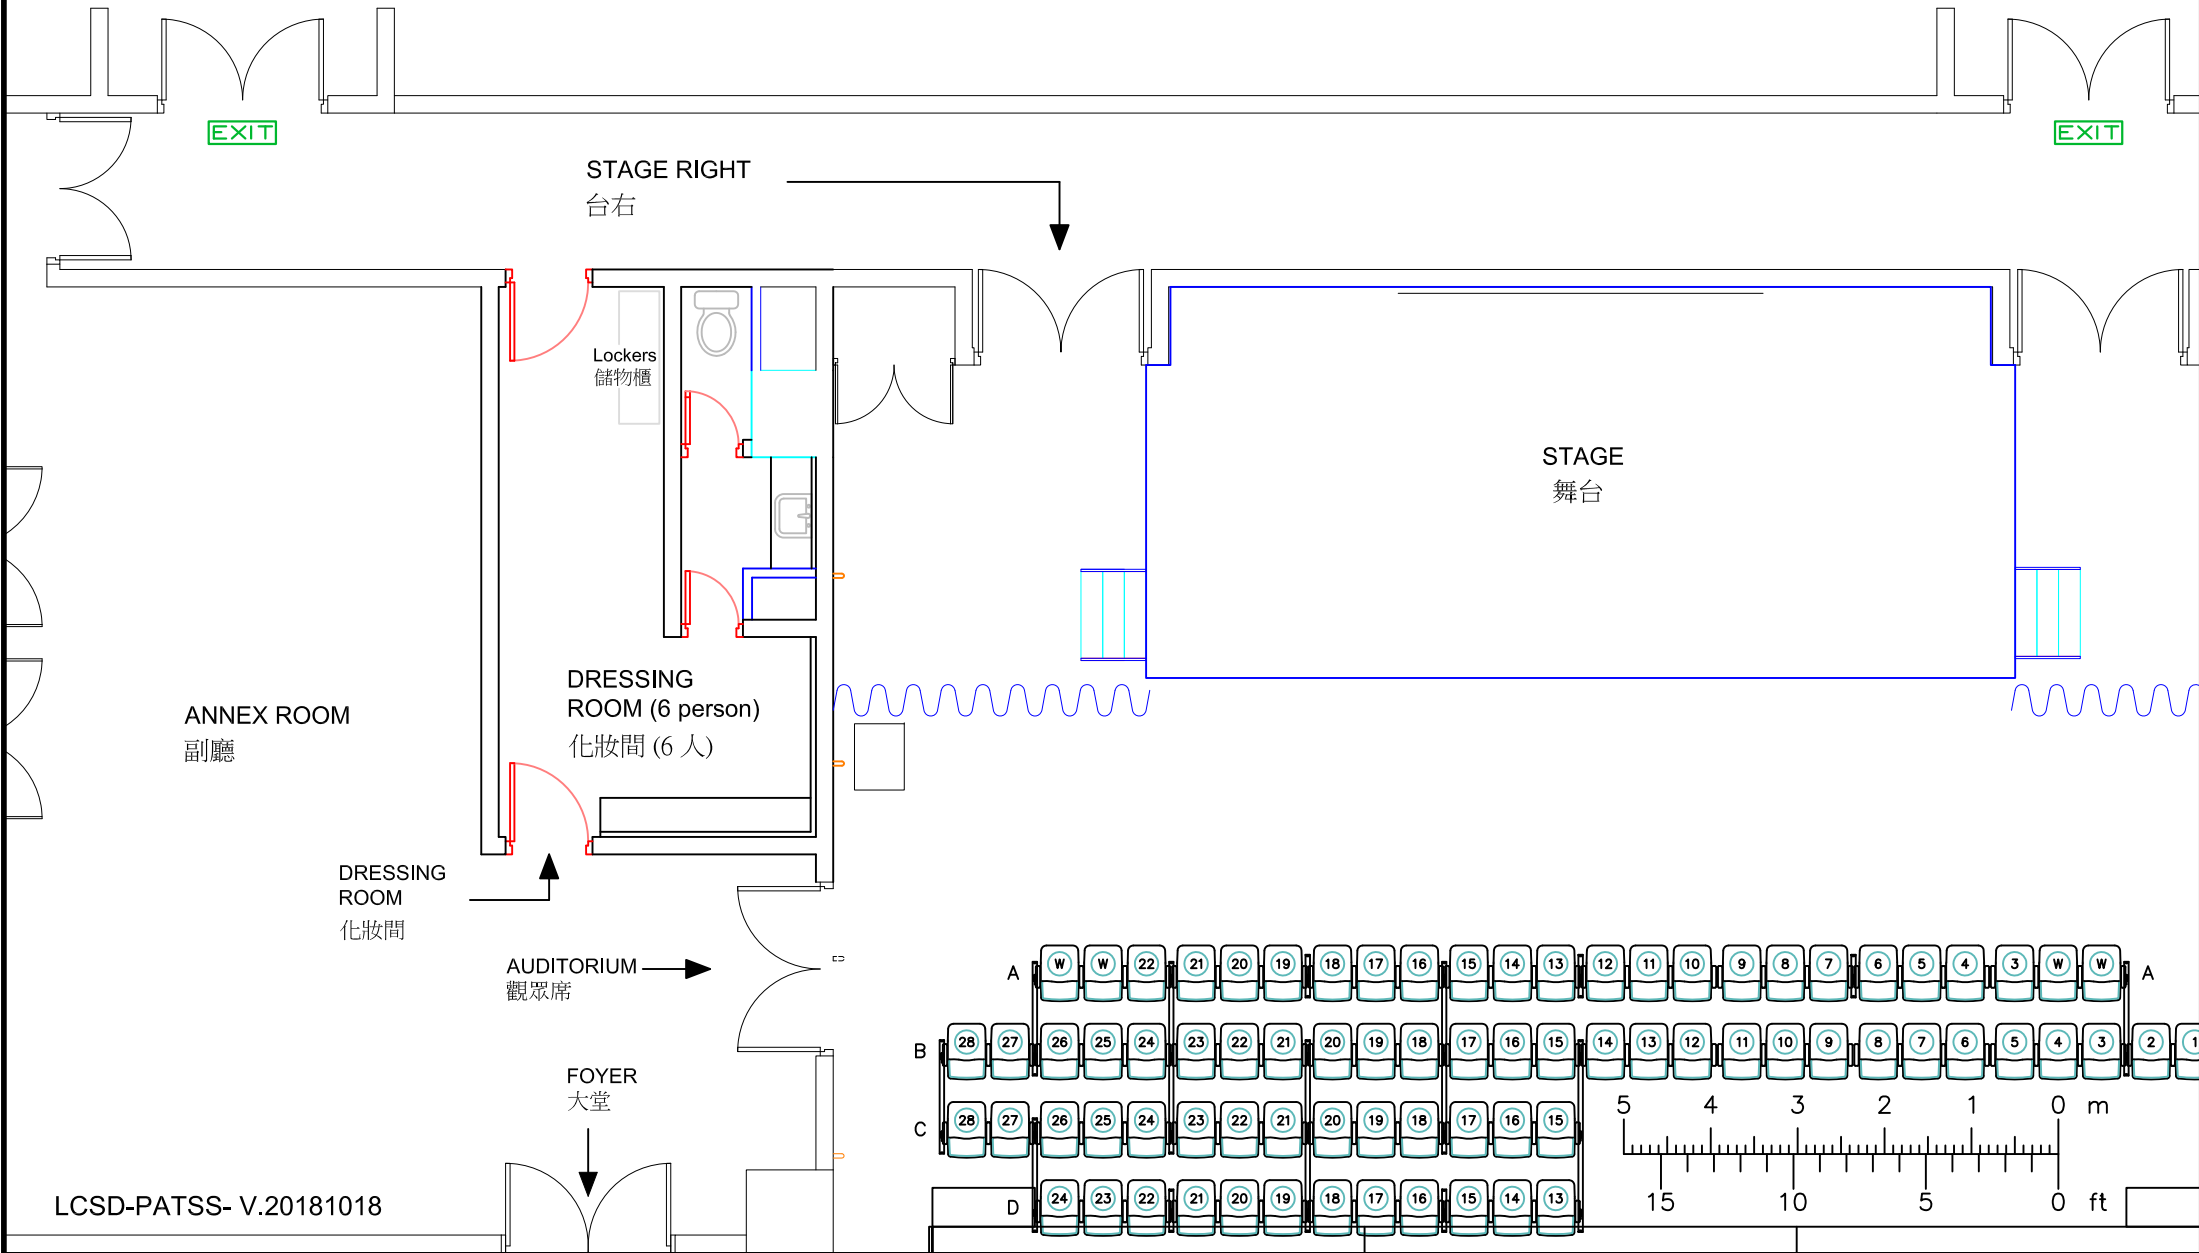 EXIT
EXIT
STAGE RIGHT
台右
Lockers
儲物櫃
STAGE
舞台
DRESSING
ROOM (6 person)
化妝間 (6 人)
ANNEX ROOM
副廳
DRESSING
ROOM
化妝間
AUDITORIUM
觀眾席
FOYER
大堂
A W W 22 21 20 19 18 17 16 15 14 13 12 11 10 9 8 7 6 5 4 3 W W A
B 28 27 26 25 24 23 22 21 20 19 18 17 16 15 14 13 12 11 10 9 8 7 6 5 4 3 2 1
C 28 27 26 25 24 23 22 21 20 19 18 17 16 15
D 24 23 22 21 20 19 18 17 16 15 14 13
5 4 3 2 1 0 m
15 10 5 0 ft
LCSD-PATSS- V.20181018